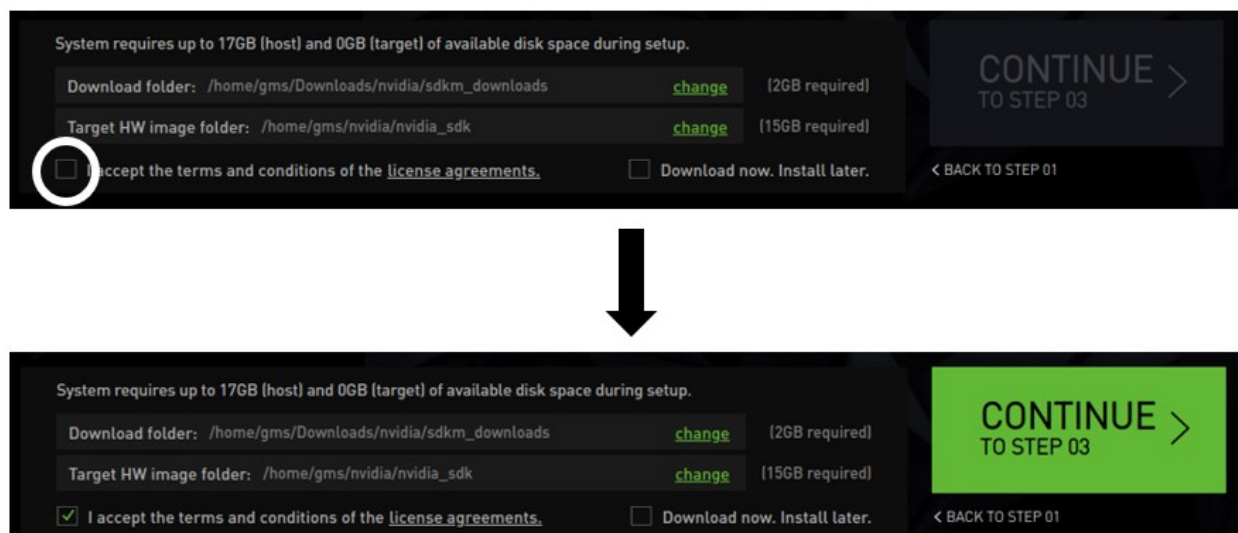 System requires up to 17GB (host) and 0GB (target) of available disk space during setup.
Download folder: /home/gms/Downloads/nvidia/sdkm_downloads change (2GB required)
Target HW image folder: /home/gms/nvidia/nvidia_sdk change (15GB required)
I accept the terms and conditions of the license agreements. Download now. Install later.
CONTINUE
TO STEP 03
< BACK TO STEP 01
System requires up to 17GB (host) and 0GB (target) of available disk space during setup.
Download folder: /home/gms/Downloads/nvidia/sdkm_downloads change (2GB required)
Target HW image folder: /home/gms/nvidia/nvidia_sdk change (15GB required)
I accept the terms and conditions of the license agreements. Download now. Install later.
CONTINUE
TO STEP 03
< BACK TO STEP 01